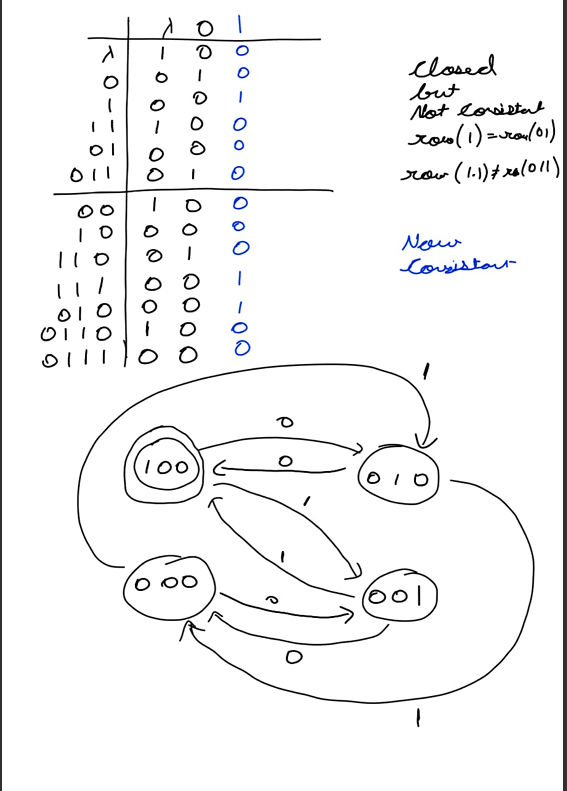 λ 0 1
λ 1 0 0
0 0 1 0
1 0 0 1
11 1 0 0
01 0 0 0
011 0 1 0
00 1 0 0
10 0 0 0
110 0 1 0
111 0 0 1
010 0 0 1
0110 1 0 0
0111 0 0 0
Closed
but
Not Consistant
row(1)=row(01)
row(1.1)≠ro(011)
Now
Consistant
1
0
100
0
010
1
1
000
0
001
0
1